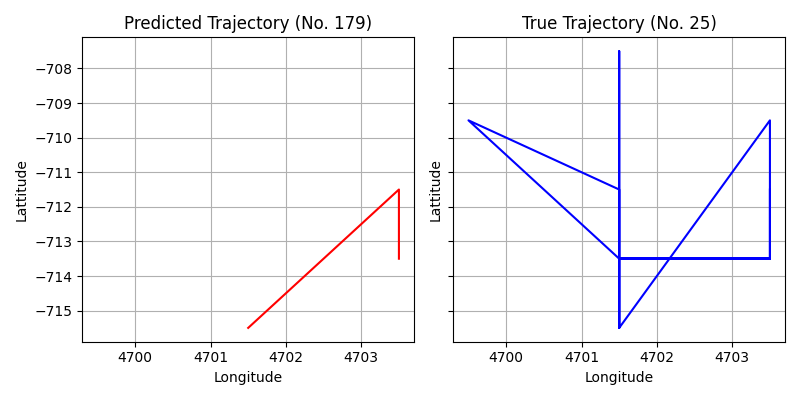 Predicted Trajectory (No. 179)
True Trajectory (No. 25)
Lattitude
−708
−709
−710
−711
−712
−713
−714
−715
4700 4701 4702 4703
Longitude
Lattitude
4700 4701 4702 4703
Longitude